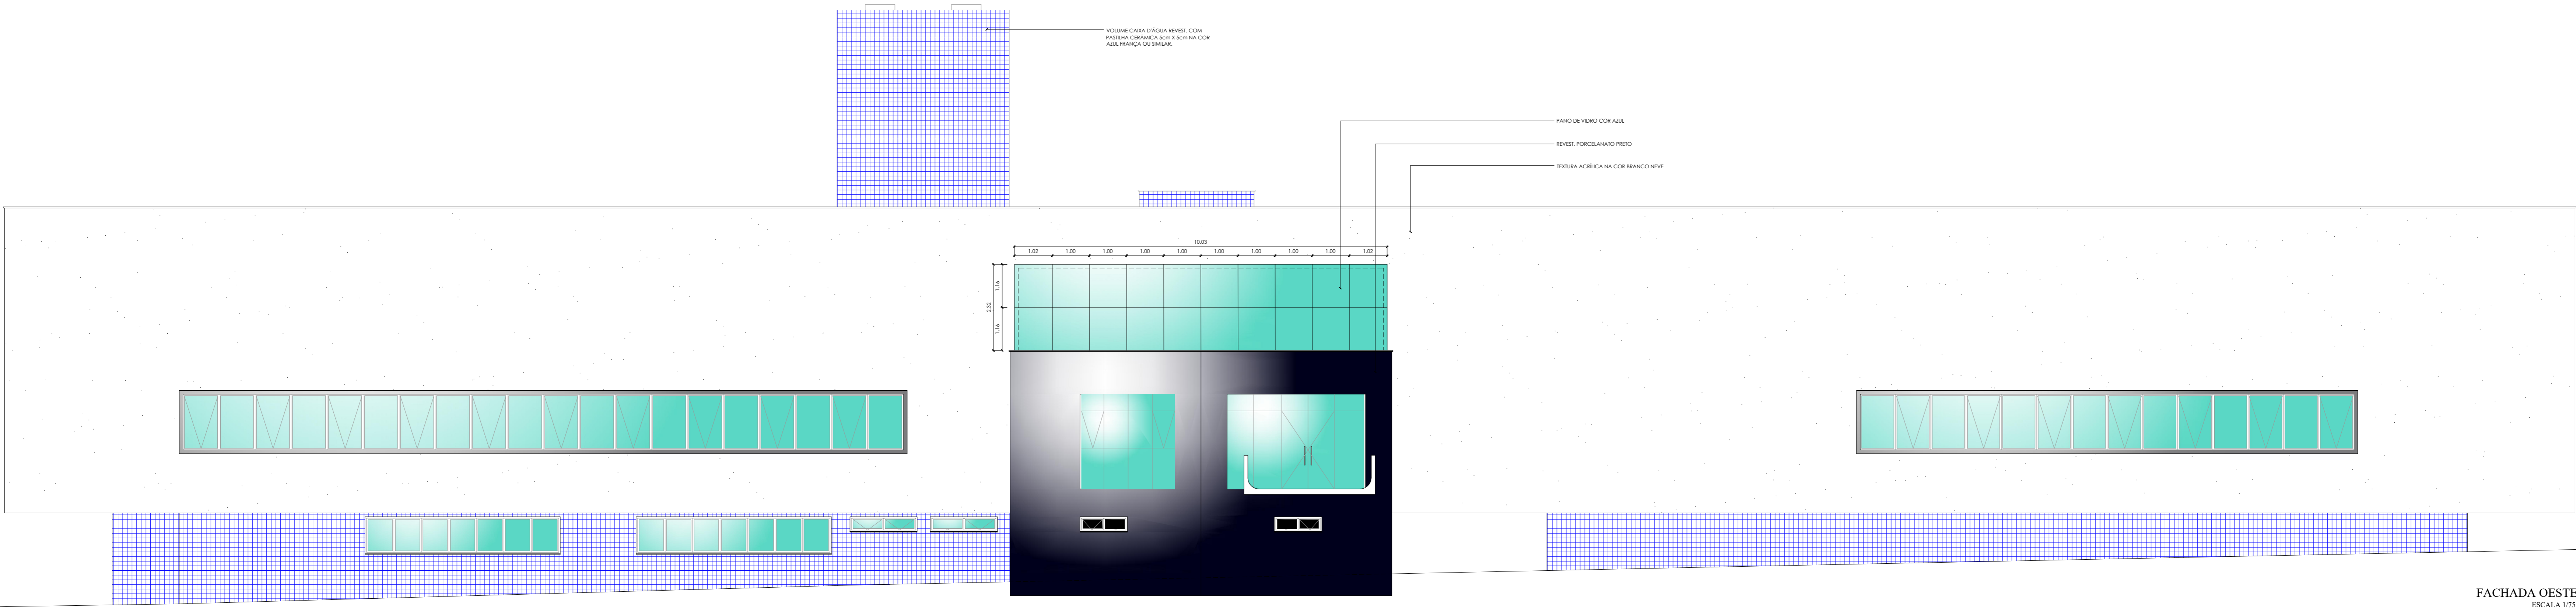 VOLUME CAIXA D'ÁGUA REVEST. COM
PASTILHA CERÂMICA 5cm X 5cm NA COR
AZUL FRANÇA OU SIMILAR.
PANO DE VIDRO COR AZUL
REVEST. PORCELANATO PRETO
TEXTURA ACRÍLICA NA COR BRANCO NEVE
10.03
1.02 1.00 1.00 1.00 1.00 1.00 1.00 1.00 1.00 1.02
2.32
1.16
1.16
FACHADA OESTE
ESCALA 1/75